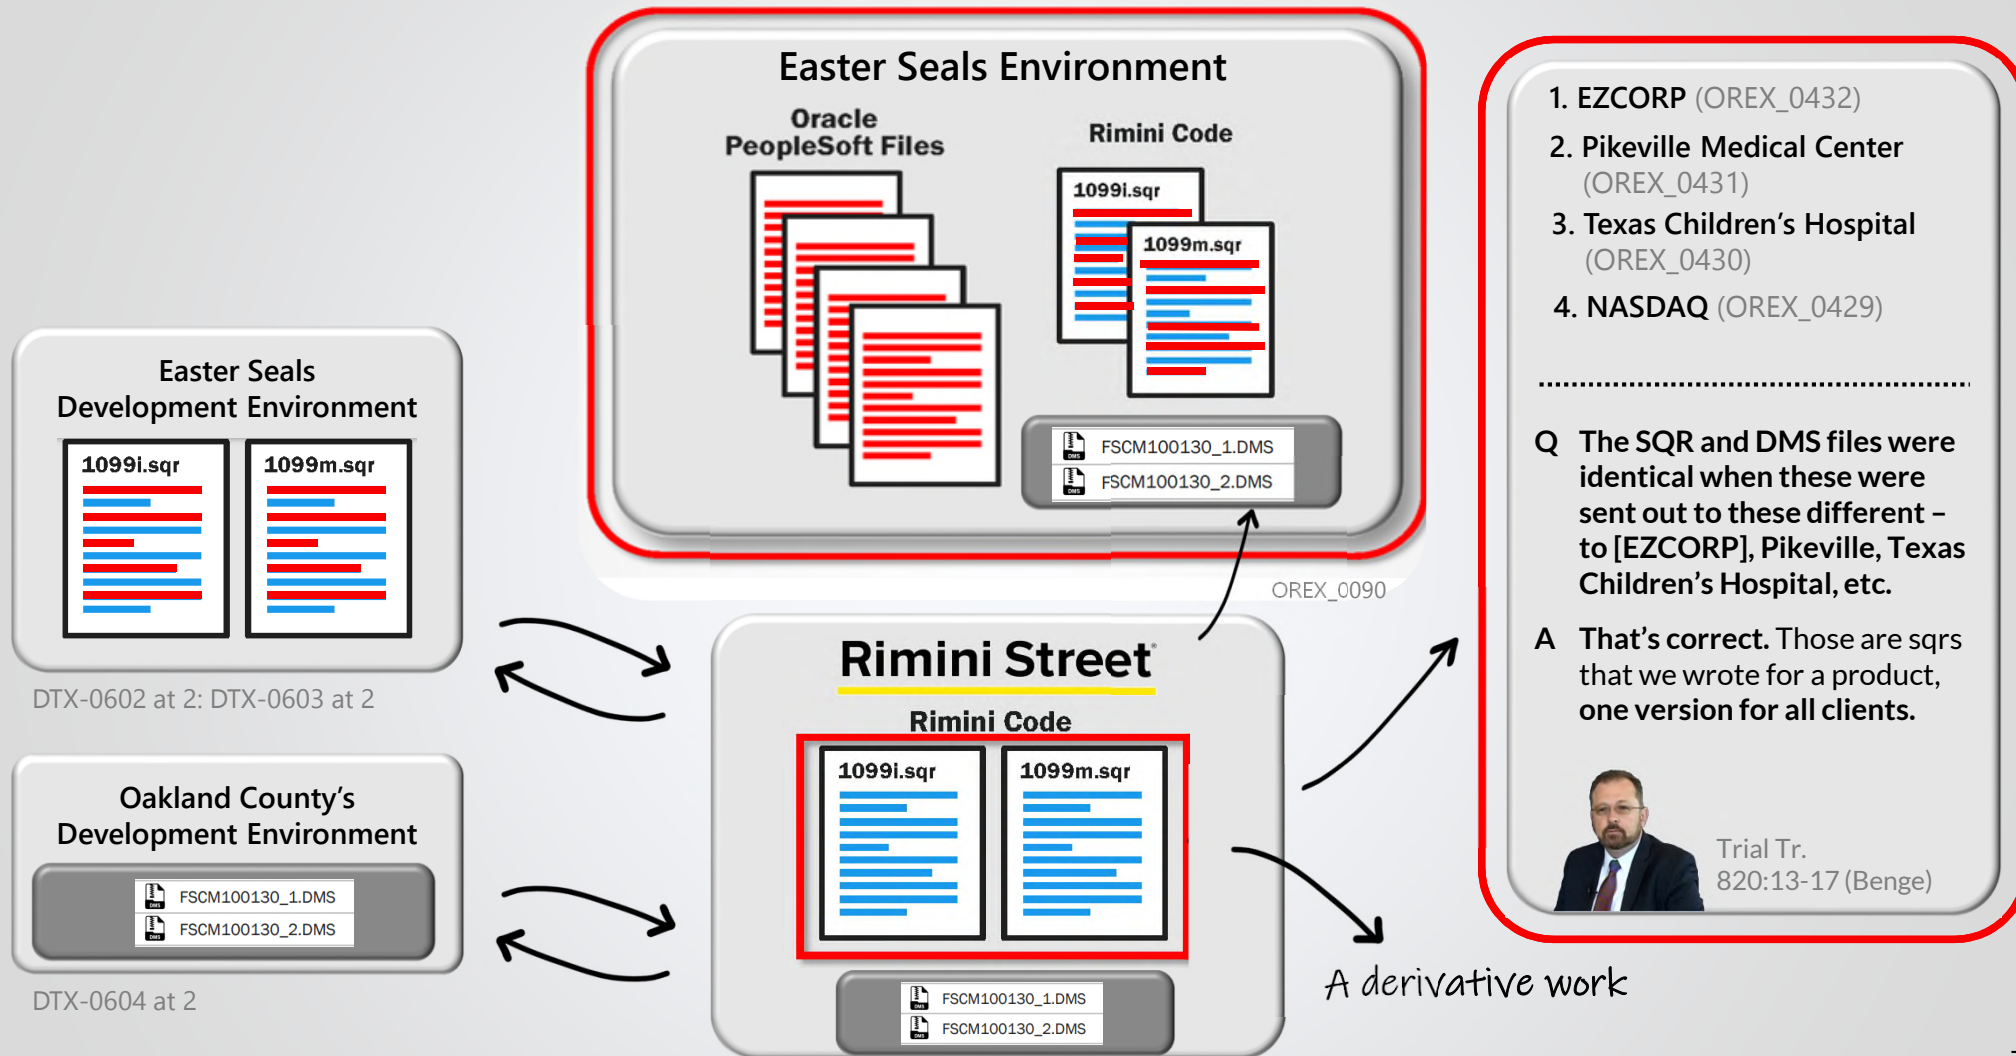 Easter Seals Environment
Oracle
PeopleSoft Files
Rimini Code
1099i.sqr
1099m.sqr
FSCM100130_1.DMS
FSCM100130_2.DMS
OREX_0090
Easter Seals
Development Environment
1099i.sqr
1099m.sqr
DTX-0602 at 2: DTX-0603 at 2
Oakland County's
Development Environment
FSCM100130_1.DMS
FSCM100130_2.DMS
DTX-0604 at 2
Rimini Street
Rimini Code
1099i.sqr
1099m.sqr
FSCM100130_1.DMS
FSCM100130_2.DMS
A derivative work
1. EZCORP (OREX_0432)
2. Pikeville Medical Center
(OREX_0431)
3. Texas Children's Hospital
(OREX_0430)
4. NASDAQ (OREX_0429)
Q The SQR and DMS files were
identical when these were
sent out to these different –
to [EZCORP], Pikeville, Texas
Children's Hospital, etc.
A That's correct. Those are sqrs
that we wrote for a product,
one version for all clients.
Trial Tr.
820:13-17 (Benge)